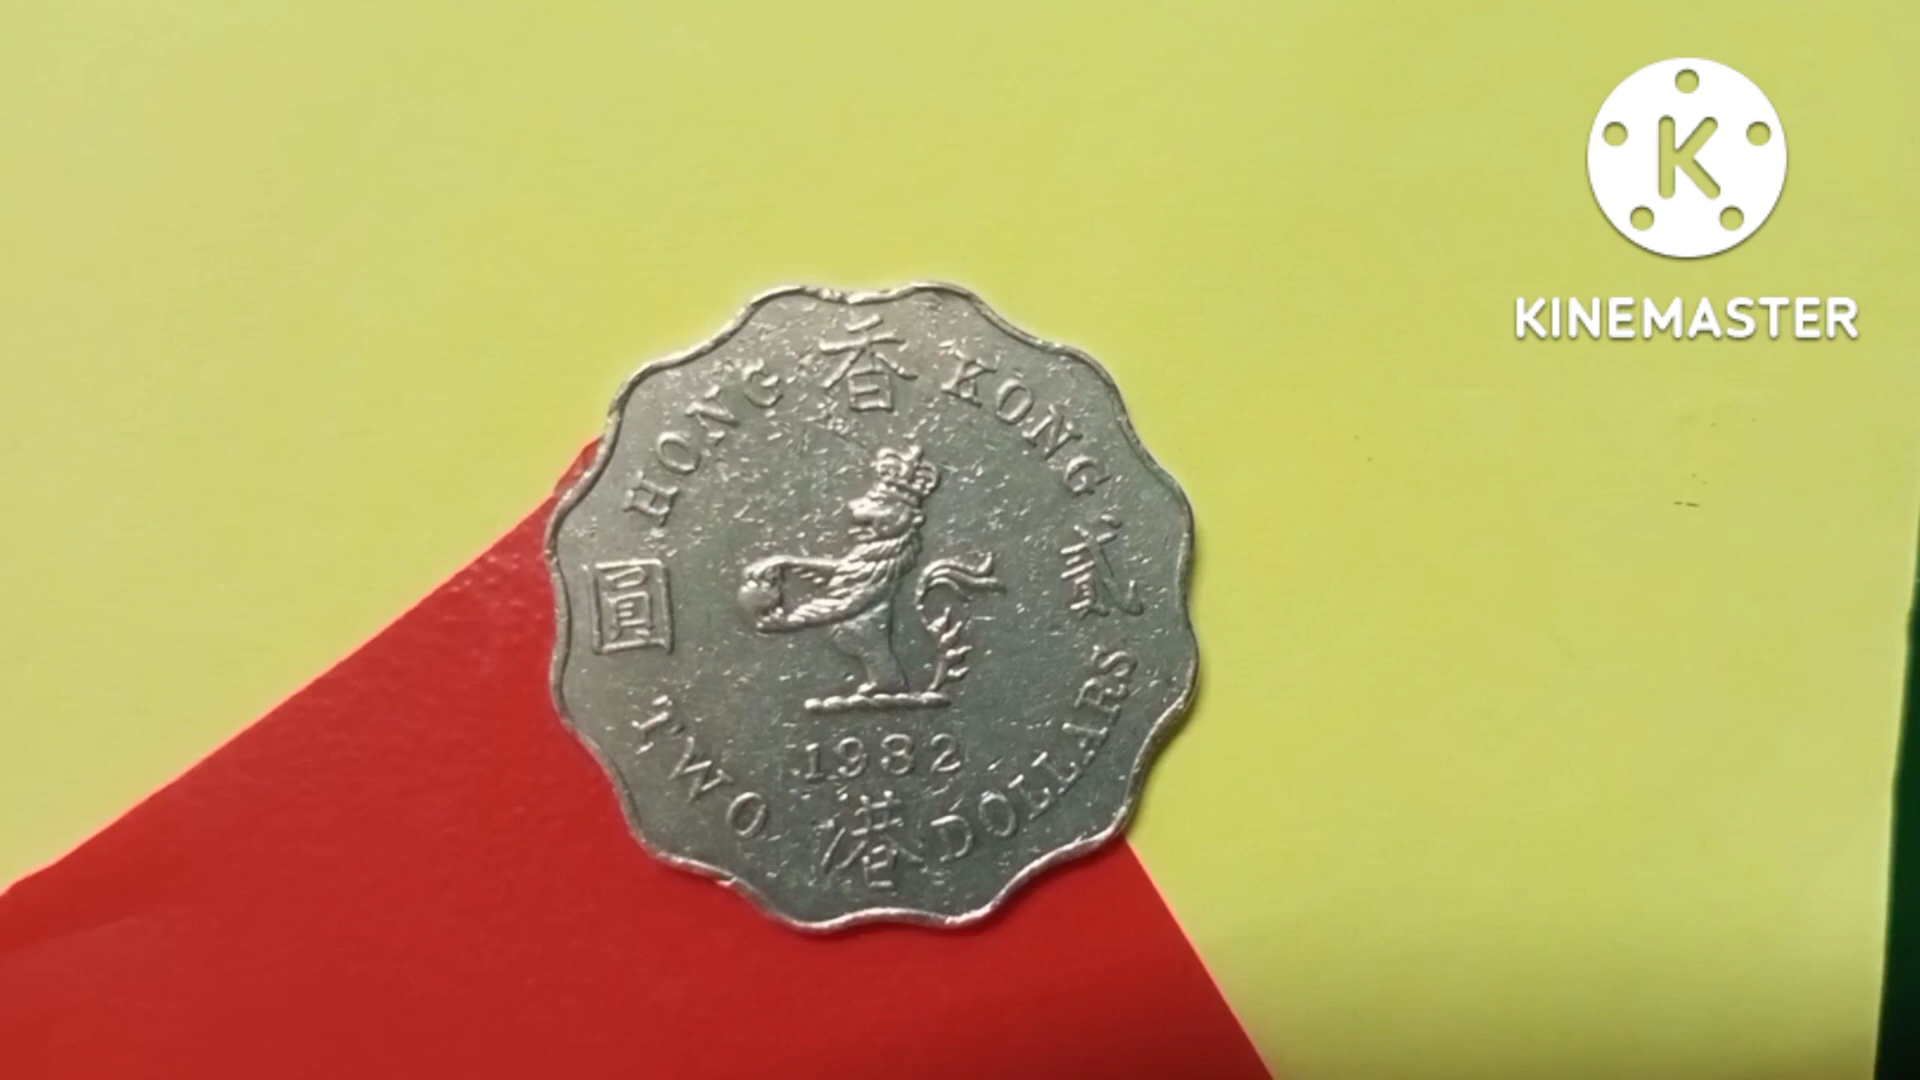 K
KINEMASTER
香
HONG KONG
圓
貳
1982
TWO DOLLARS
港